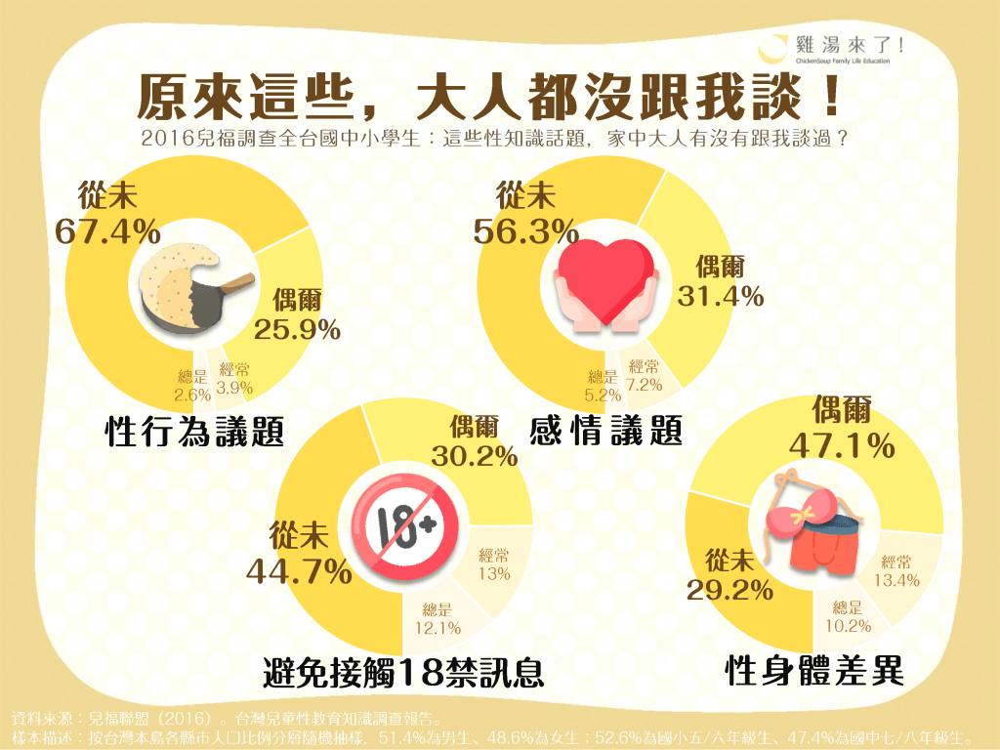 雞湯來了!
ChickenSoup Family Life Education
原來這些，大人都沒跟我談！
2016兒福調查全台國中小學生：這些性知識話題，家中大人有沒有跟我談過？
從未
67.4%
偶爾
25.9%
經常
3.9%
總是
2.6%
性行為議題
從未
56.3%
偶爾
31.4%
經常
7.2%
總是
5.2%
感情議題
偶爾
30.2%
18+
從未
44.7%
經常
13%
總是
12.1%
避免接觸18禁訊息
偶爾
47.1%
從未
29.2%
經常
13.4%
總是
10.2%
性身體差異
資料來源：兒福聯盟（2016）。台灣兒童性教育知識調查報告。
樣本描述：按台灣本島各縣市人口比例分層隨機抽樣，51.4%為男生、48.6%為女生；52.6%為國小五/六年級生、47.4%為國中七/八年級生。